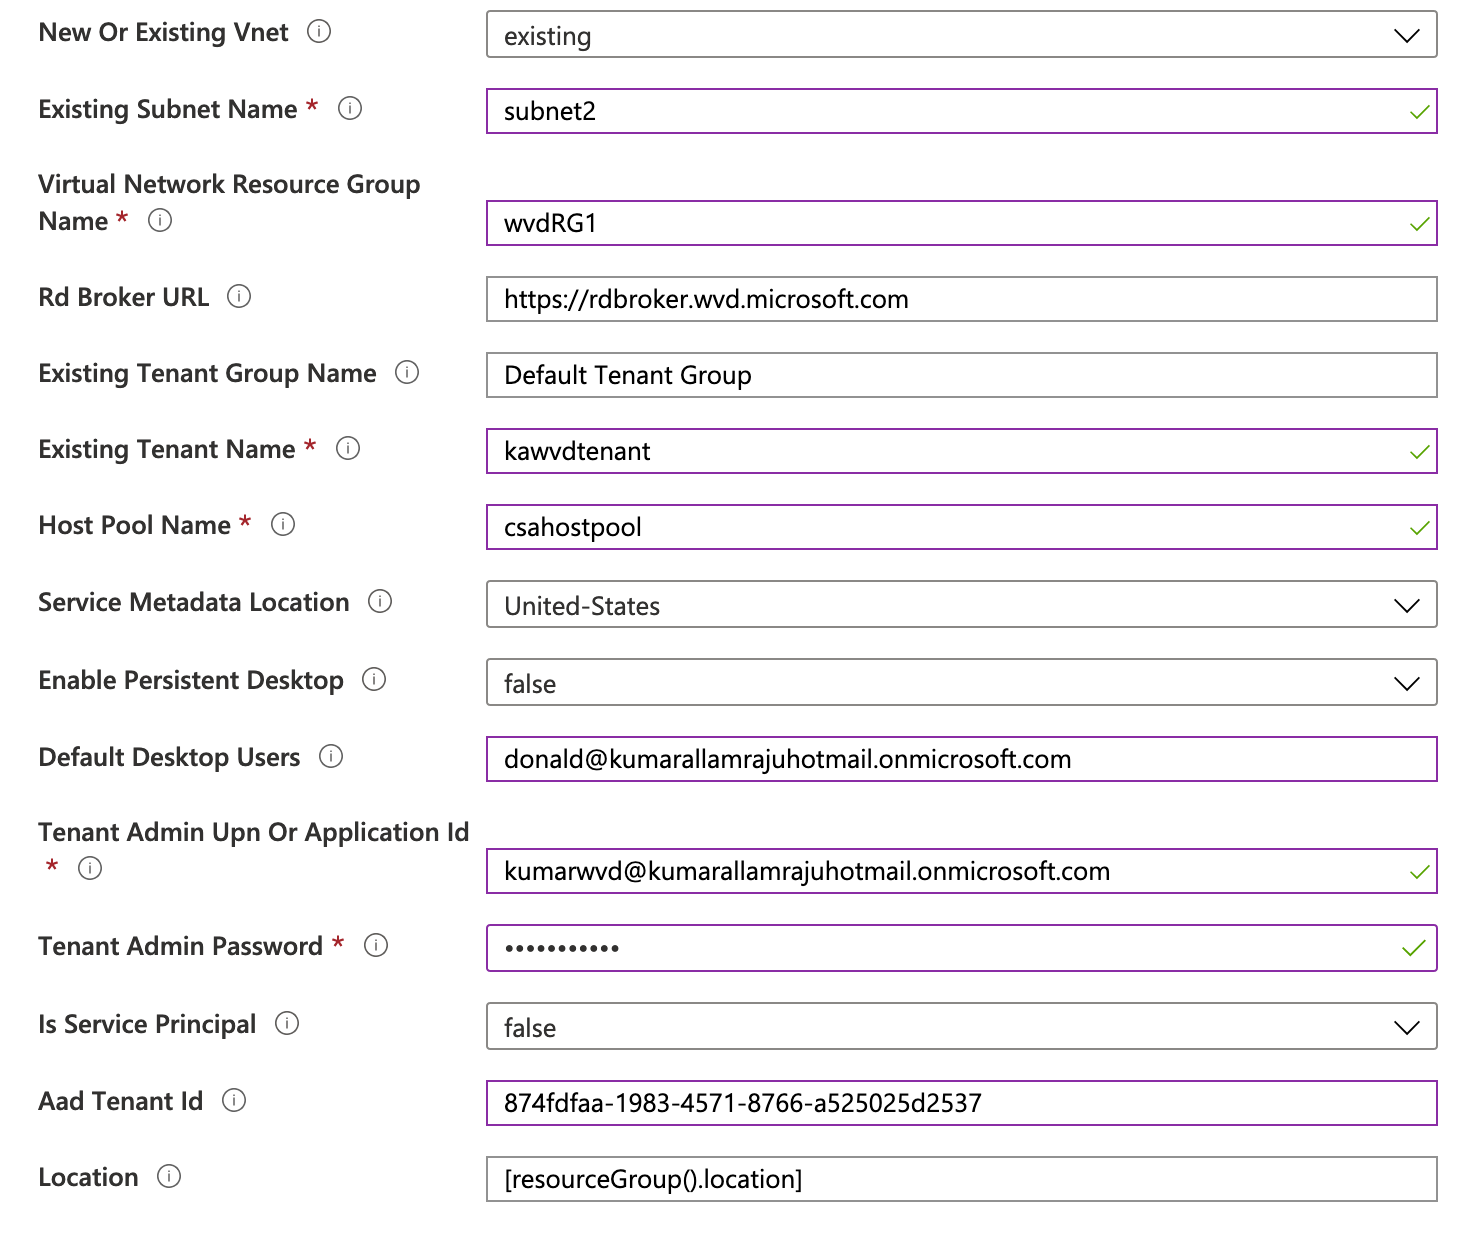 New Or Existing Vnet
existing
Existing Subnet Name *
subnet2
Virtual Network Resource Group
Name *
wvdRG1
Rd Broker URL
https://rdbroker.wvd.microsoft.com
Existing Tenant Group Name
Default Tenant Group
Existing Tenant Name *
kawvdtenant
Host Pool Name *
csahostpool
Service Metadata Location
United-States
Enable Persistent Desktop
false
Default Desktop Users
donald@kumarallamrajuhotmail.onmicrosoft.com
Tenant Admin Upn Or Application Id
*
kumarwvd@kumarallamrajuhotmail.onmicrosoft.com
Tenant Admin Password *
•••••••••••
Is Service Principal
false
Aad Tenant Id
874fdfaa-1983-4571-8766-a525025d2537
Location
[resourceGroup().location]